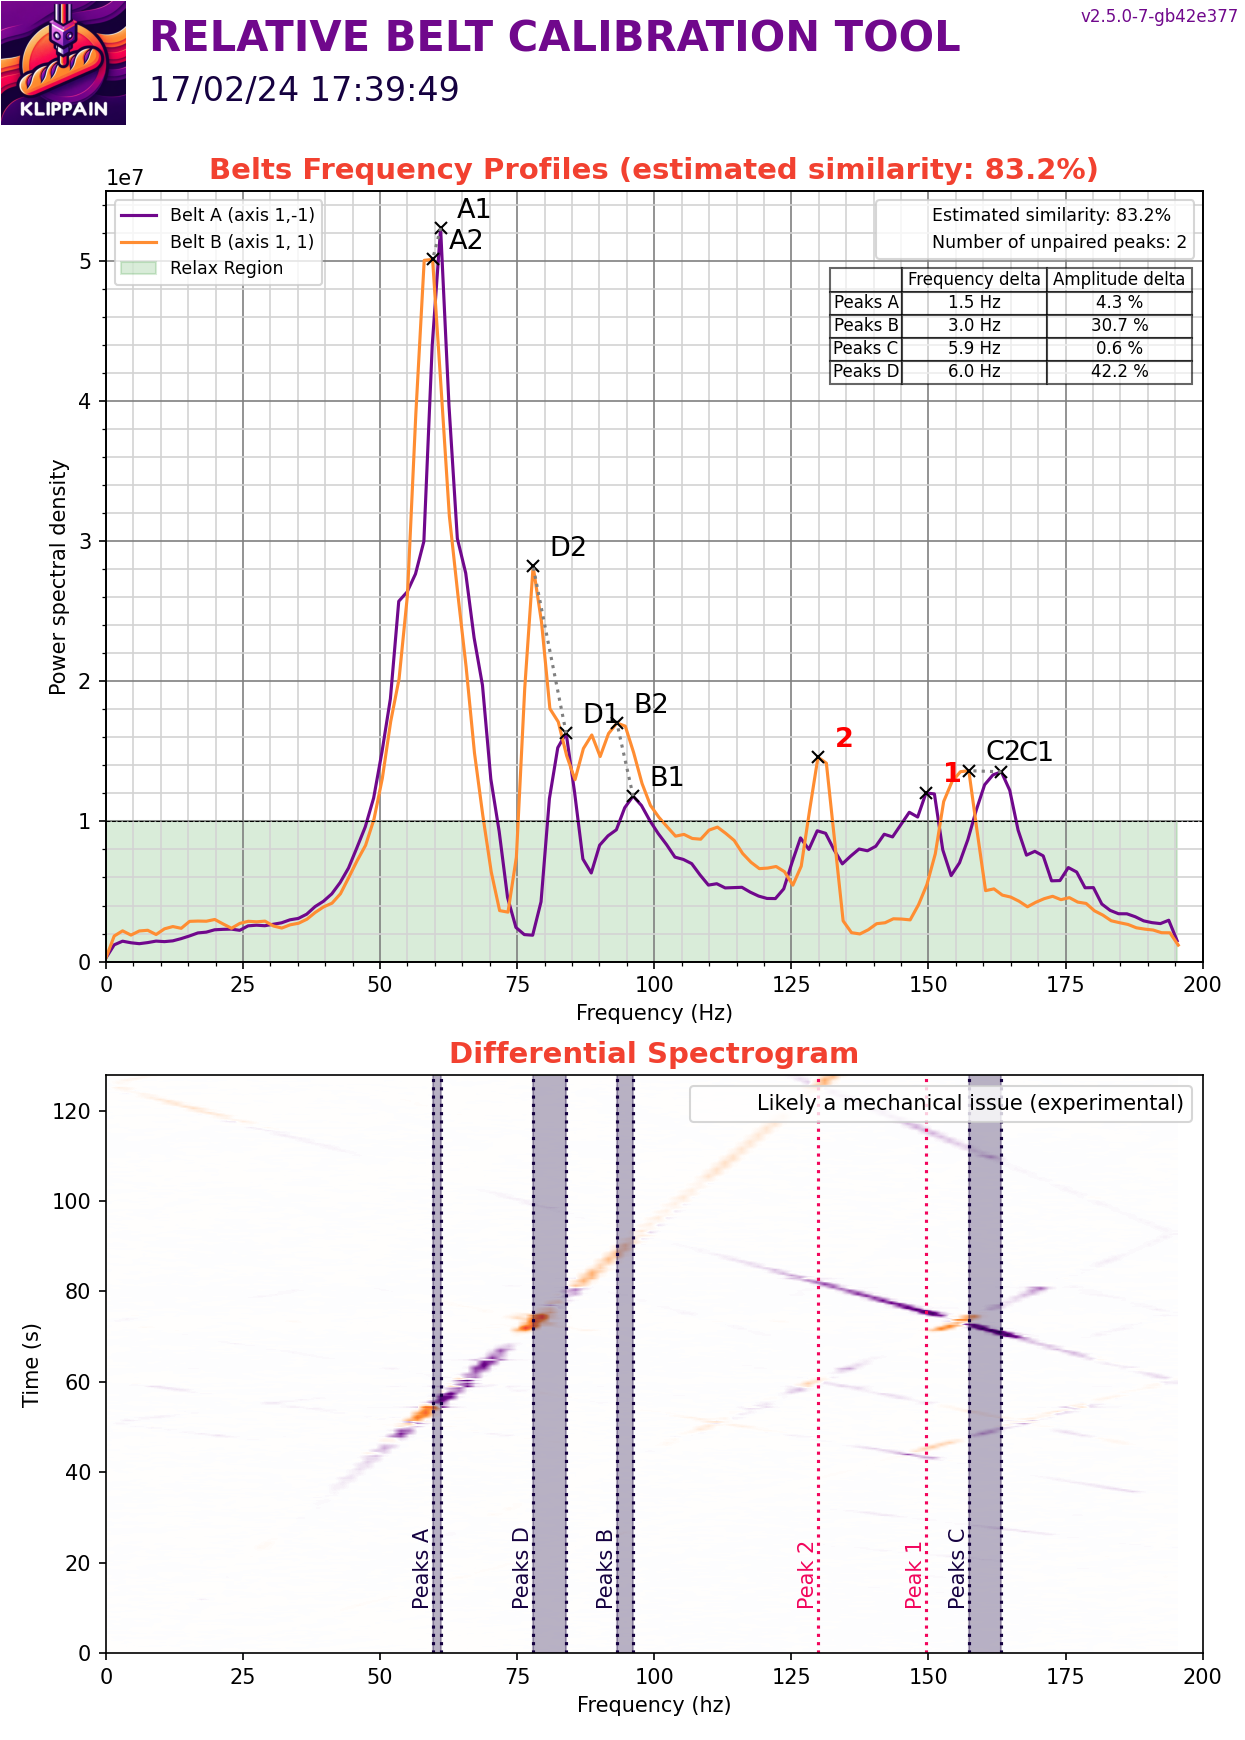 v2.5.0-7-gb42e377
RELATIVE BELT CALIBRATION TOOL
17/02/24 17:39:49
KLIPPAIN
Belts Frequency Profiles (estimated similarity: 83.2%)
1e7
Belt A (axis 1,-1)
Belt B (axis 1, 1)
Relax Region
A1
A2
Estimated similarity: 83.2%
Number of unpaired peaks: 2
Frequency delta Amplitude delta
Peaks A 1.5 Hz 4.3 %
Peaks B 3.0 Hz 30.7 %
Peaks C 5.9 Hz 0.6 %
Peaks D 6.0 Hz 42.2 %
D2
D1
B2
B1
2
1
C2
C1
5
4
3
2
1
0
Power spectral density
0 25 50 75 100 125 150 175 200
Frequency (Hz)
Differential Spectrogram
Likely a mechanical issue (experimental)
120
100
80
60
40
20
0
Time (s)
Peaks A
Peaks D
Peaks B
Peak 2
Peak 1
Peaks C
0 25 50 75 100 125 150 175 200
Frequency (hz)